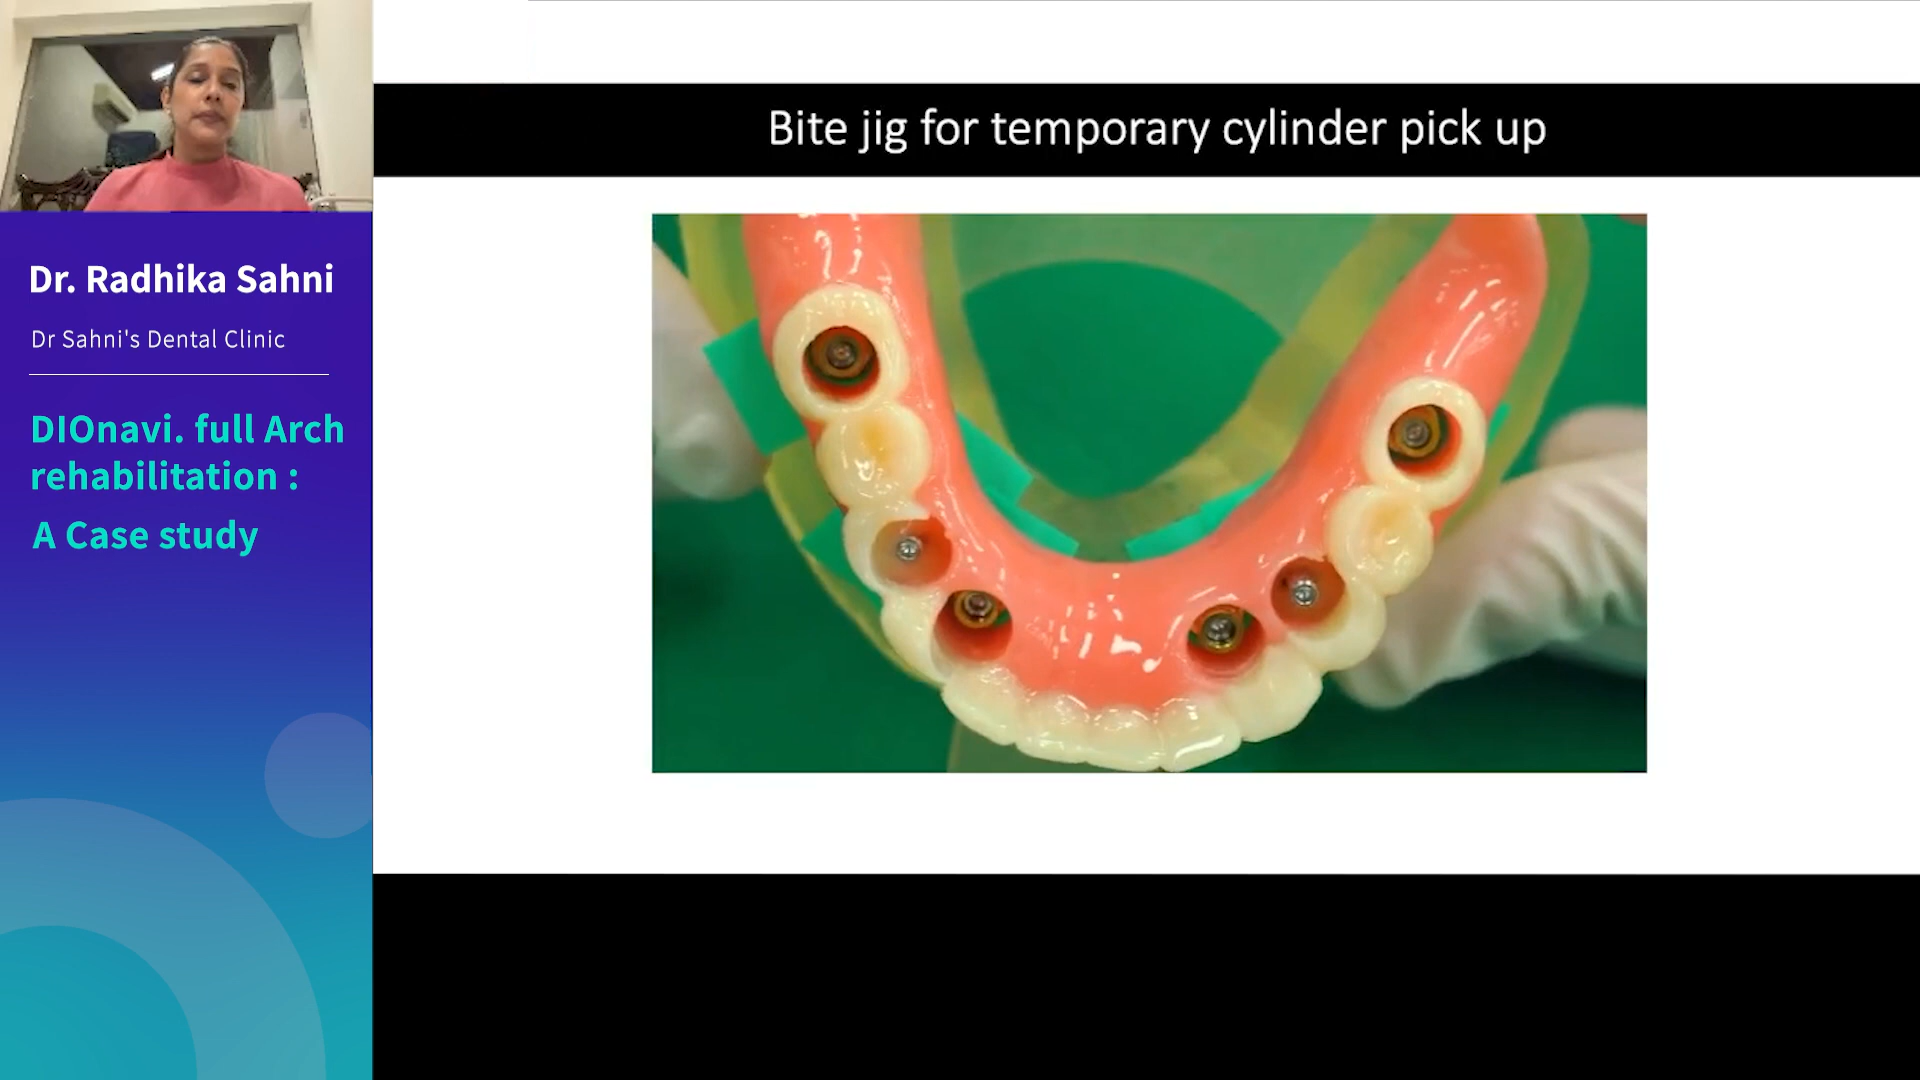 Bite jig for temporary cylinder pick up
Dr. Radhika Sahni
Dr Sahni's Dental Clinic
DIOnavi. full Arch
rehabilitation :
A Case study